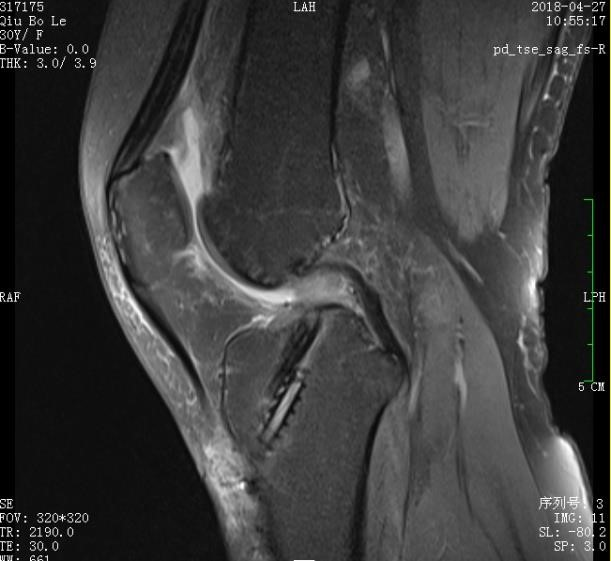 317175
Qiu Bo Le
30Y/ F
B-Value: 0.0
THK: 3.0/ 3.9
LAH
2018-04-27
10:55:17
pd_tse_sag_fs-R
RAF
LPH
5 CM
SE
FOV: 320*320
TR: 2190.0
TE: 30.0
WW: 661
序列号: 3
IMG: 11
SL: -80.2
SP: 3.0